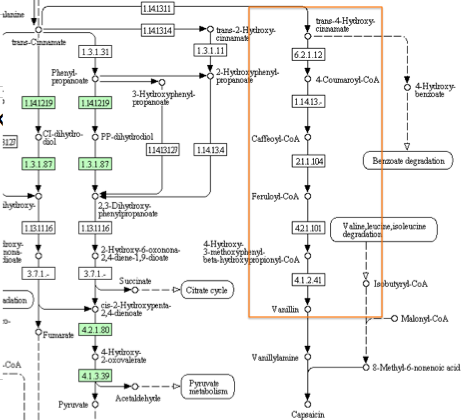 1.14.13.11
trans-4-Hydroxy-
cinnamate
trans-Cinnamate
1.14.13.14
trans-2-Hydroxy-
cinnamate
1.3.1.31
1.3.1.11
6.2.1.12
Phenyl-
propanoate
2-Hydroxyphenyl-
propanoate
4-Coumaroyl-CoA
4-Hydroxy-
benzoate
3-Hydroxyphenyl-
propanoate
1.14.12.19
1.14.12.19
1.14.13.-
CI-dihydro-
diol
PP-dihydrodiol
Caffeoyl-CoA
1.14.13.127
1.14.13.4
1.3.1.87
1.3.1.87
2.1.1.104
Benzoate degradation
Feruloyl-CoA
2,3-Dihydroxy-
phenylpropanoate
1.13.11.16
1.13.11.16
4.2.1.101
Valine,leucine,isoleucine
degradation
4-Hydroxy-
3-methoxyphenyl-
beta-hydroxypropionyl-CoA
2-Hydroxy-6-oxonona-
2,4-diene-1,9-dioate
3.7.1.-
3.7.1.-
4.1.2.41
Succinate
Citrate cycle
Isobutyryl-CoA
cis-2-Hydroxypenta-
2,4-dienoate
Vanillin
Malonyl-CoA
Fumarate
4.2.1.80
4-Hydroxy-
2-oxovalerate
Vanillylamine
8-Methyl-6-nonenoic acid
4.1.3.39
Pyruvate
metabolism
Acetaldehyde
Pyruvate
Capsaicin